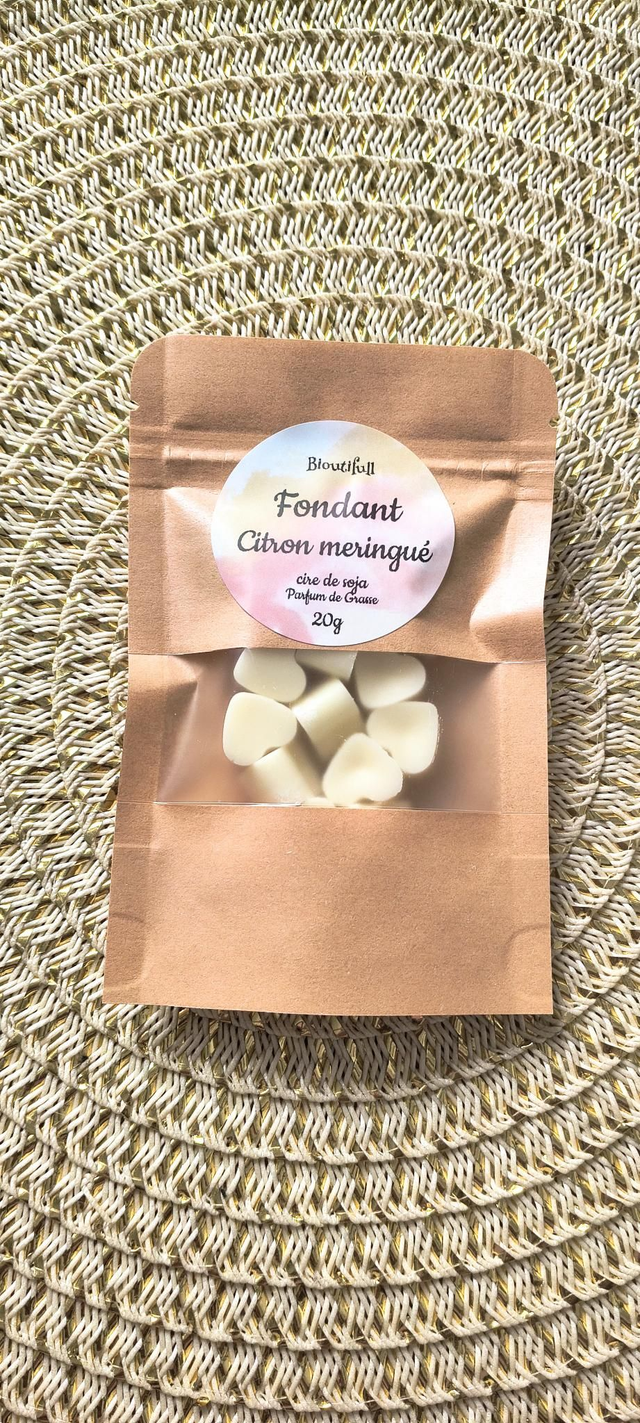 Bioutifull
Fondant
Citron meringué
cire de soja
Parfum de Grasse
20g